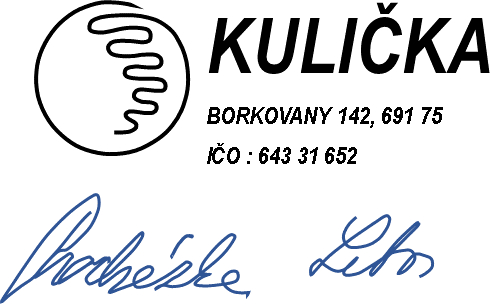 KULIČKA
BORKOVANY 142, 691 75
IČO : 643 31 652